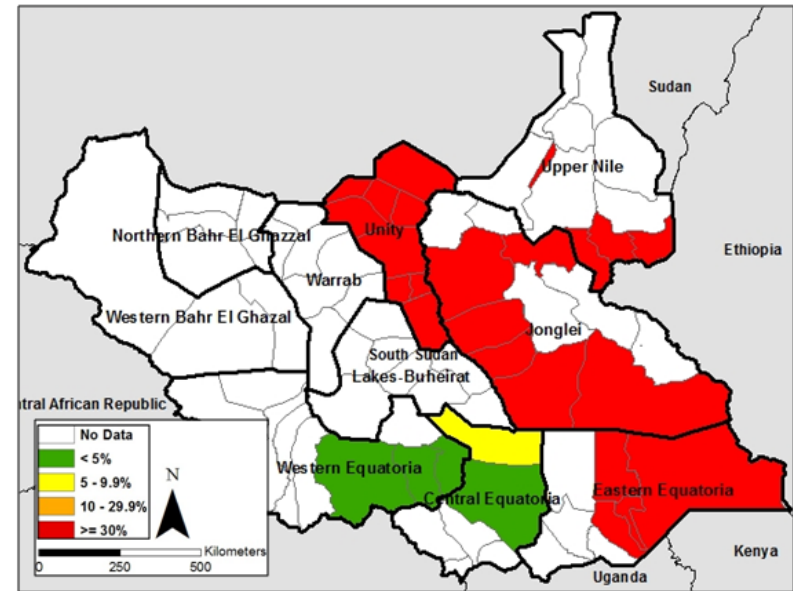 Sudan
Upper Nile
Unity
Northern Bahr El Ghazzal
Ethiopia
Warrab
Western Bahr El Ghazal
Jonglei
South Sudan
Lakes-Buheirat
ntral African Republic
No Data
< 5%
5 - 9.9%
10 - 29.9%
>= 30%
N
Kilometers
0 250 500
Western Equatoria
Central Equatoria
Eastern Equatoria
Kenya
Uganda